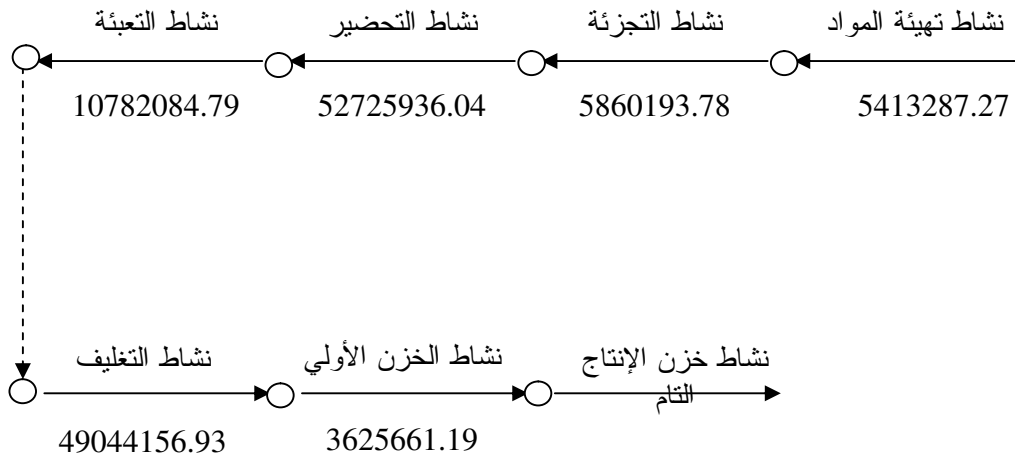 نشاط تهيئة المواد
نشاط التجزئة
نشاط التحضير
نشاط التعبئة
5413287.27
5860193.78
52725936.04
10782084.79
نشاط التغليف
نشاط الخزن الأولي
نشاط خزن الإنتاج
التام
49044156.93
3625661.19